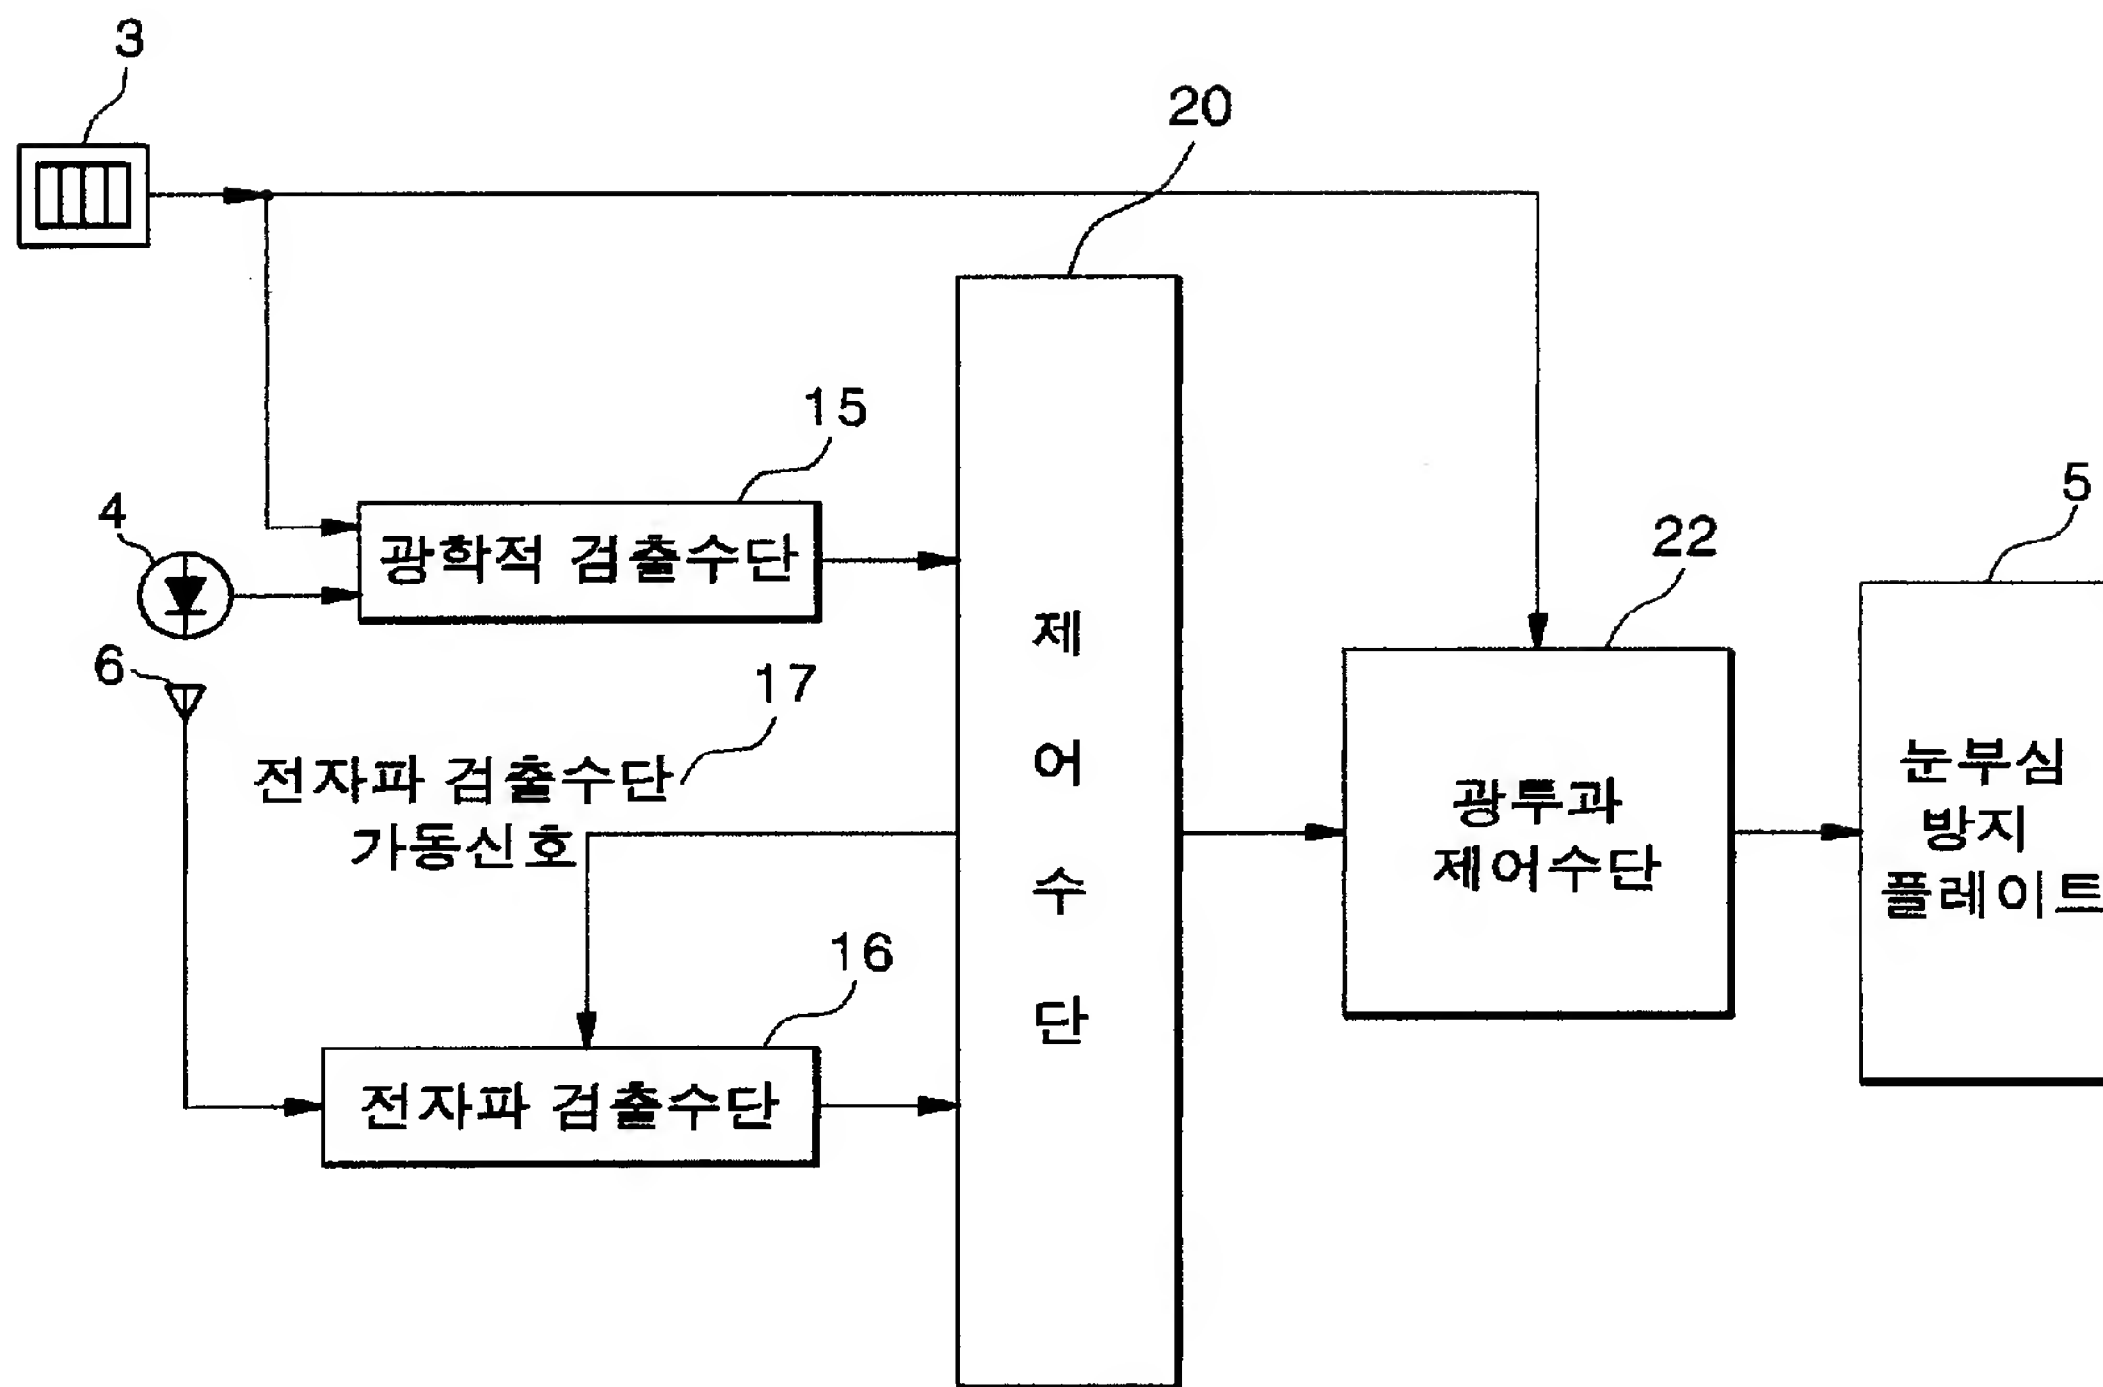 3
20
15
광학적 검출수단
4
5
22
6
17
전자파 검출수단
가동신호
제
어
수
단
광투과
제어수단
눈부심
방지
플레이트
16
전자파 검출수단